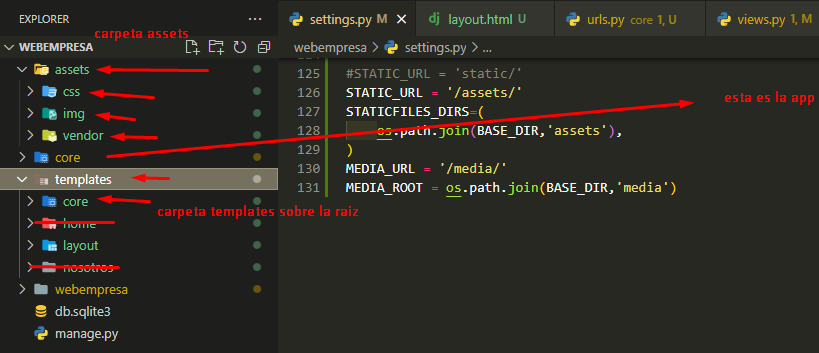 EXPLORER
carpeta assets
WEBEMPRESA
assets
css
img
vendor
core
templates
core
carpeta templates sobre la raiz
home
layout
nosotros
webempresa
db.sqlite3
manage.py
settings.py M
layout.html U
urls.py core 1, U
views.py 1, M
webempresa > settings.py > ...
125 #STATIC_URL = 'static/'
126 STATIC_URL = '/assets/'
127 STATICFILES_DIRS=(
128 os.path.join(BASE_DIR,'assets'),
129 )
130 MEDIA_URL = '/media/'
131 MEDIA_ROOT = os.path.join(BASE_DIR,'media')
esta es la app